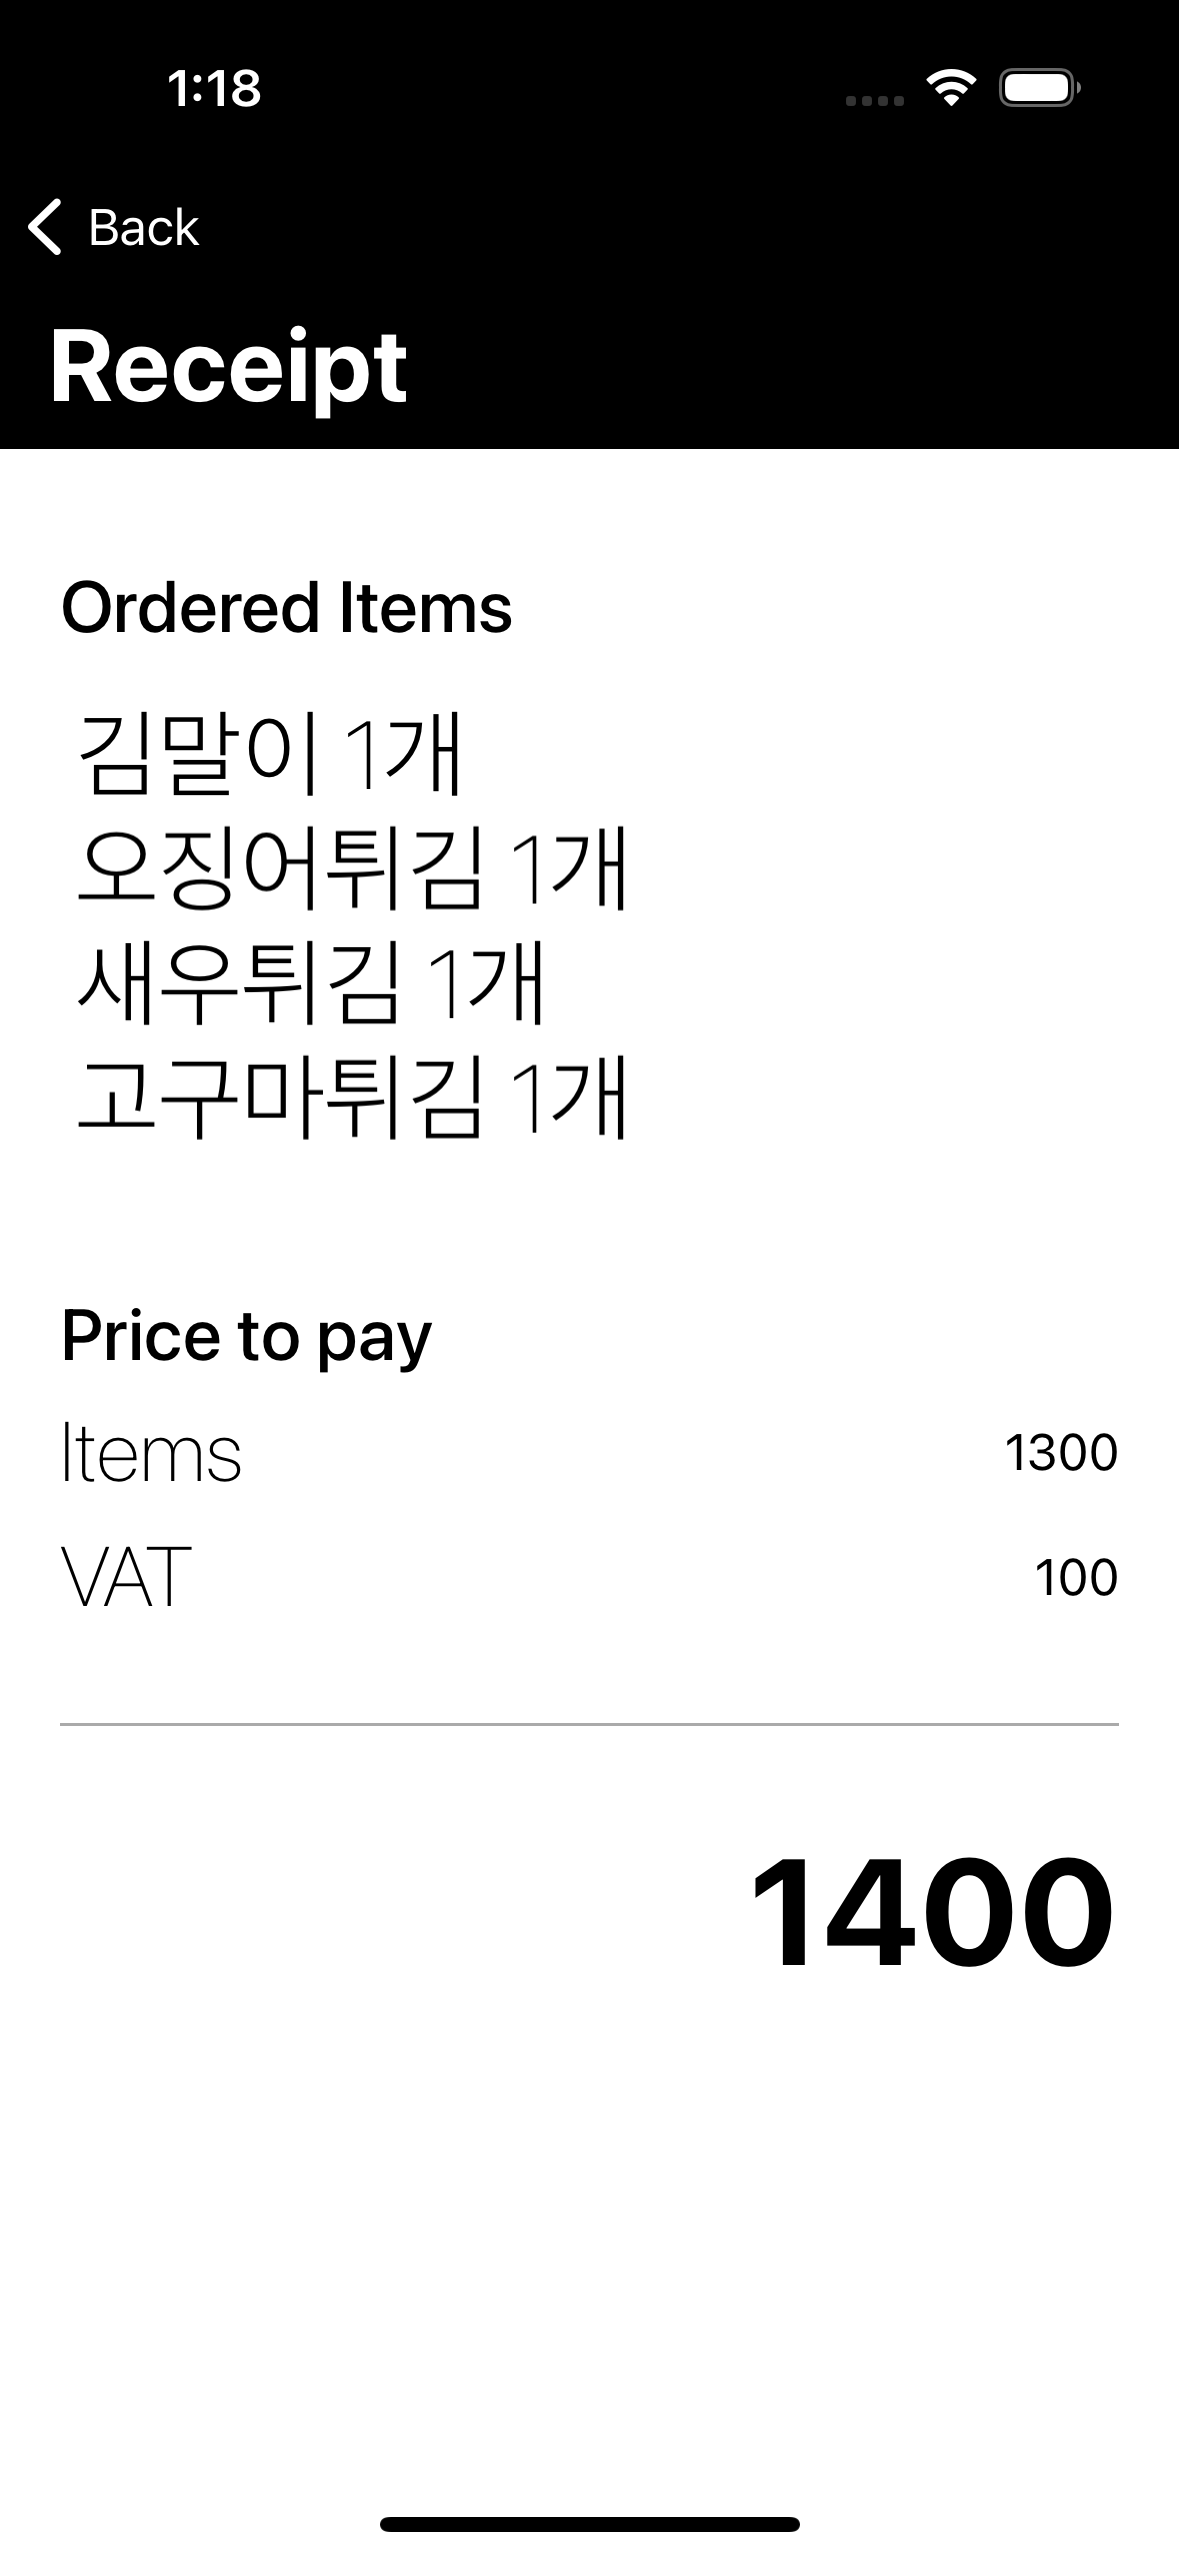 1:18
Back
Receipt
Ordered Items
김말이 1개
오징어튀김 1개
새우튀김 1개
고구마튀김 1개
Price to pay
Items 1300
VAT 100
1400